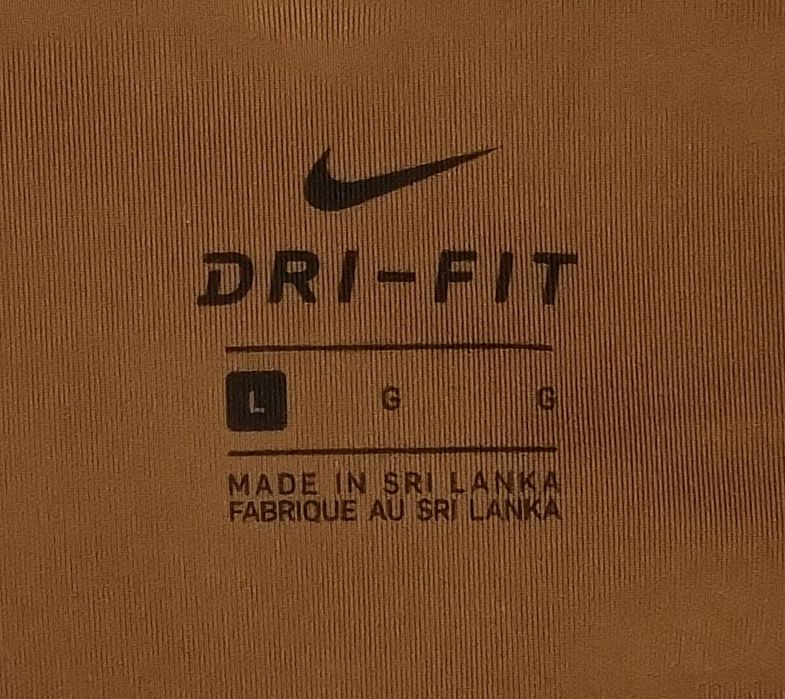 DRI-FIT
L G G
MADE IN SRI LANKA
FABRIQUE AU SRI LANKA